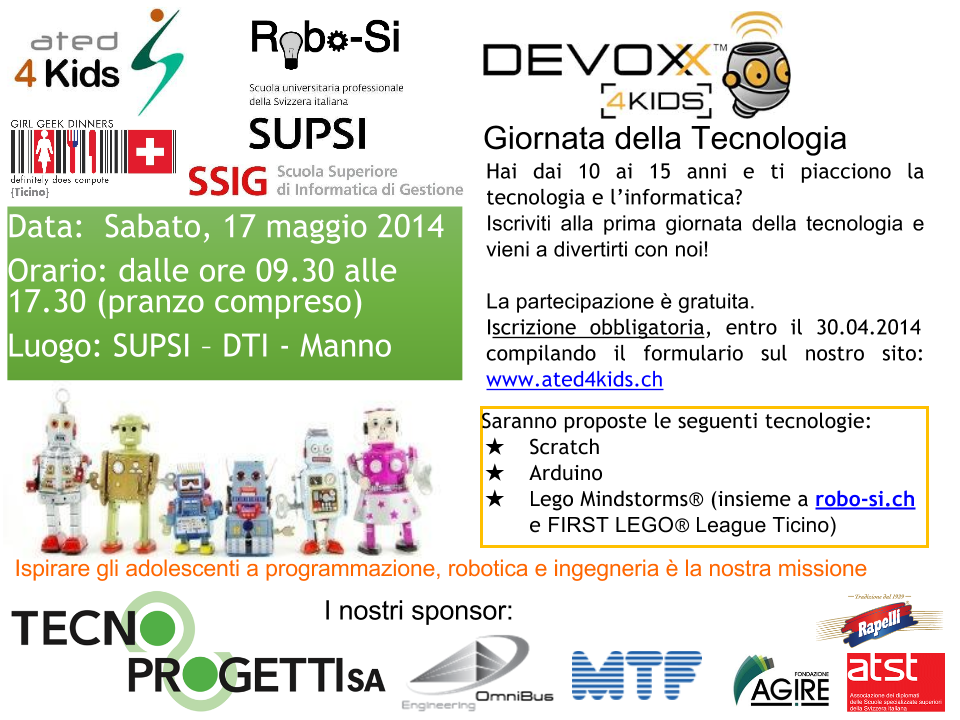 ated
4 Kids
Robo-Si
Scuola universitaria professionale
della Svizzera italiana
SUPSI
GIRL GEEK DINNERS
definitely does compute
{Ticino}
SSIG
Scuola Superiore
di Informatica di Gestione
DEVOXX™
4KIDS
Giornata della Tecnologia
Hai dai 10 ai 15 anni e ti piacciono la
tecnologia e l’informatica?
Iscriviti alla prima giornata della tecnologia e
vieni a divertirti con noi!
La partecipazione è gratuita.
Iscrizione obbligatoria, entro il 30.04.2014
compilando il formulario sul nostro sito:
www.ated4kids.ch
Data: Sabato, 17 maggio 2014
Orario: dalle ore 09.30 alle
17.30 (pranzo compreso)
Luogo: SUPSI – DTI - Manno
Saranno proposte le seguenti tecnologie:
★ Scratch
★ Arduino
★ Lego Mindstorms® (insieme a robo-si.ch
e FIRST LEGO® League Ticino)
Ispirare gli adolescenti a programmazione, robotica e ingegneria è la nostra missione
I nostri sponsor:
TECNO
PROGETTI SA
Engineering OmniBus
MTF
FONDAZIONE
AGIRE
Tradizione dal 1929
Rapelli
atst
Associazione dei diplomati
delle Scuole specializzate superiori
della Svizzera italiana